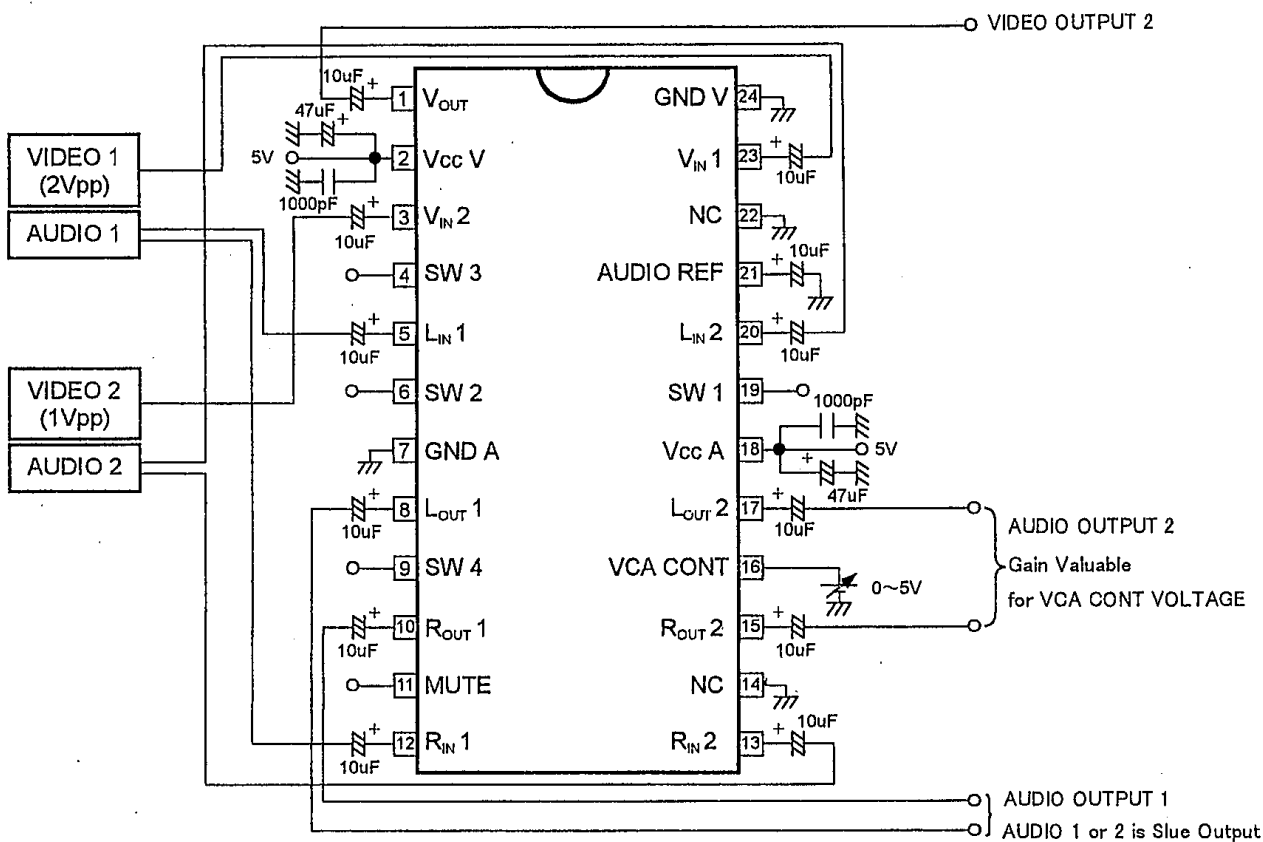 VIDEO OUTPUT 2
10uF +
1 VOUT
47uF +
5V
2 Vcc V
1000pF
VIDEO 1
(2Vpp)
AUDIO 1
+
3 VIN 2
10uF
4 SW 3
+
5 LIN 1
10uF
VIDEO 2
(1Vpp)
AUDIO 2
6 SW 2
7 GND A
+
8 LOUT 1
10uF
9 SW 4
+
10 ROUT 1
10uF
11 MUTE
+
12 RIN 1
10uF
GND V 24
+
VIN 1 23
10uF
NC 22
10uF
+
AUDIO REF 21
+
LIN 2 20
10uF
SW 1 19
1000pF
Vcc A 18
5V
+
47uF
+
LOUT 2 17
10uF
VCA CONT 16
0~5V
+
ROUT 2 15
10uF
NC 14
10uF
+
RIN 2 13
AUDIO OUTPUT 2
Gain Valuable
for VCA CONT VOLTAGE
AUDIO OUTPUT 1
AUDIO 1 or 2 is Slue Output